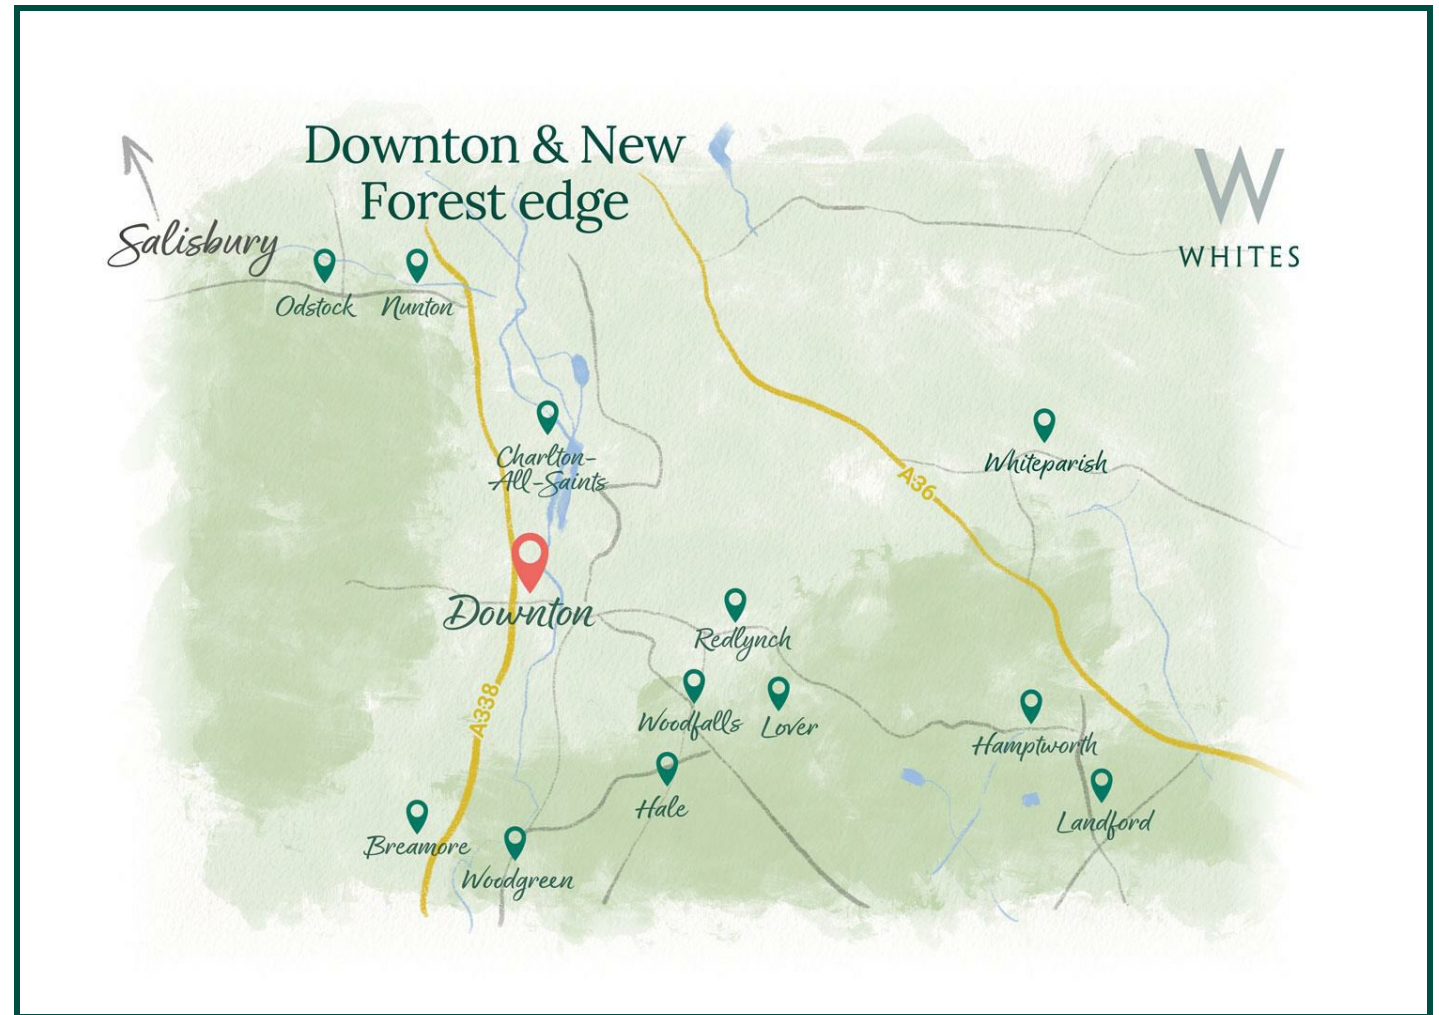 Downton & New
Forest edge
W
WHITES
Salisbury
Odstock
Nunton
Charlton-
All-Saints
Whiteparish
A36
Downton
Redlynch
A338
Woodfalls
Lover
Hamptworth
Hale
Landford
Breamore
Woodgreen